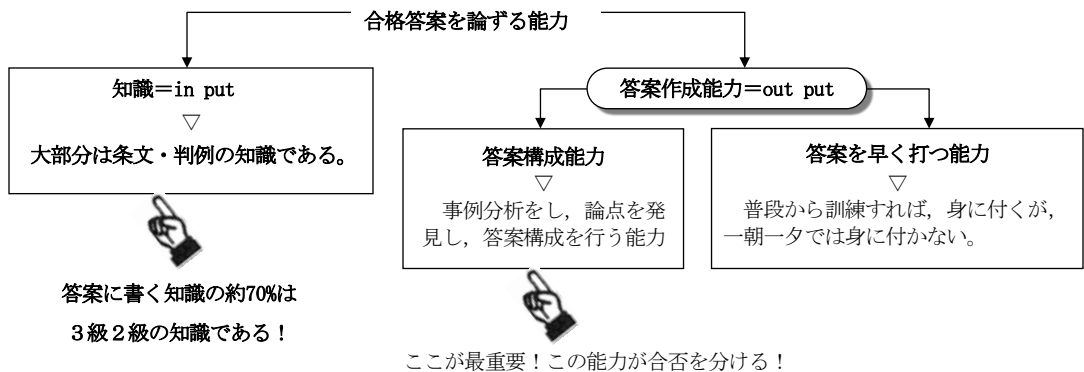 合格答案を論ずる能力
知識＝in put
▽
大部分は条文・判例の知識である。
答案に書く知識の約70%は
３級２級の知識である！
答案作成能力＝out put
答案構成能力
▽
事例分析をし，論点を発
見し，答案構成を行う能力
ここが最重要！この能力が合否を分ける！
答案を早く打つ能力
▽
普段から訓練すれば，身に付くが，
一朝一夕では身に付かない。